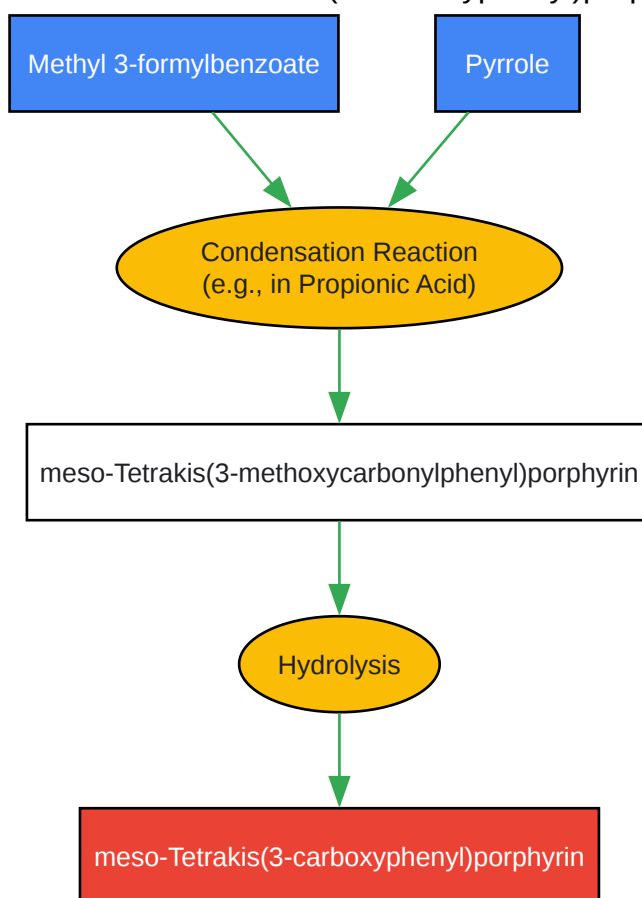 Methyl 3-formylbenzoate
Pyrrole
Condensation Reaction
(e.g., in Propionic Acid)
meso-Tetrakis(3-methoxycarbonylphenyl)porphyrin
Hydrolysis
meso-Tetrakis(3-carboxyphenyl)porphyrin